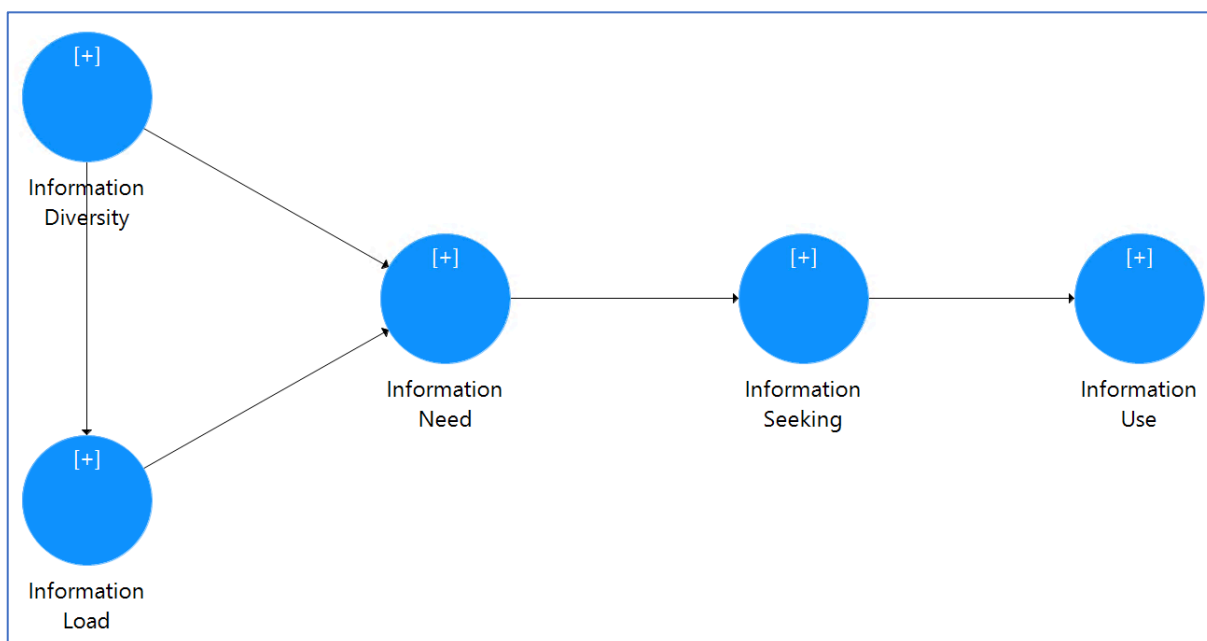 [+]
Information
Diversity
[+]
Information
Need
[+]
Information
Seeking
[+]
Information
Use
[+]
Information
Load